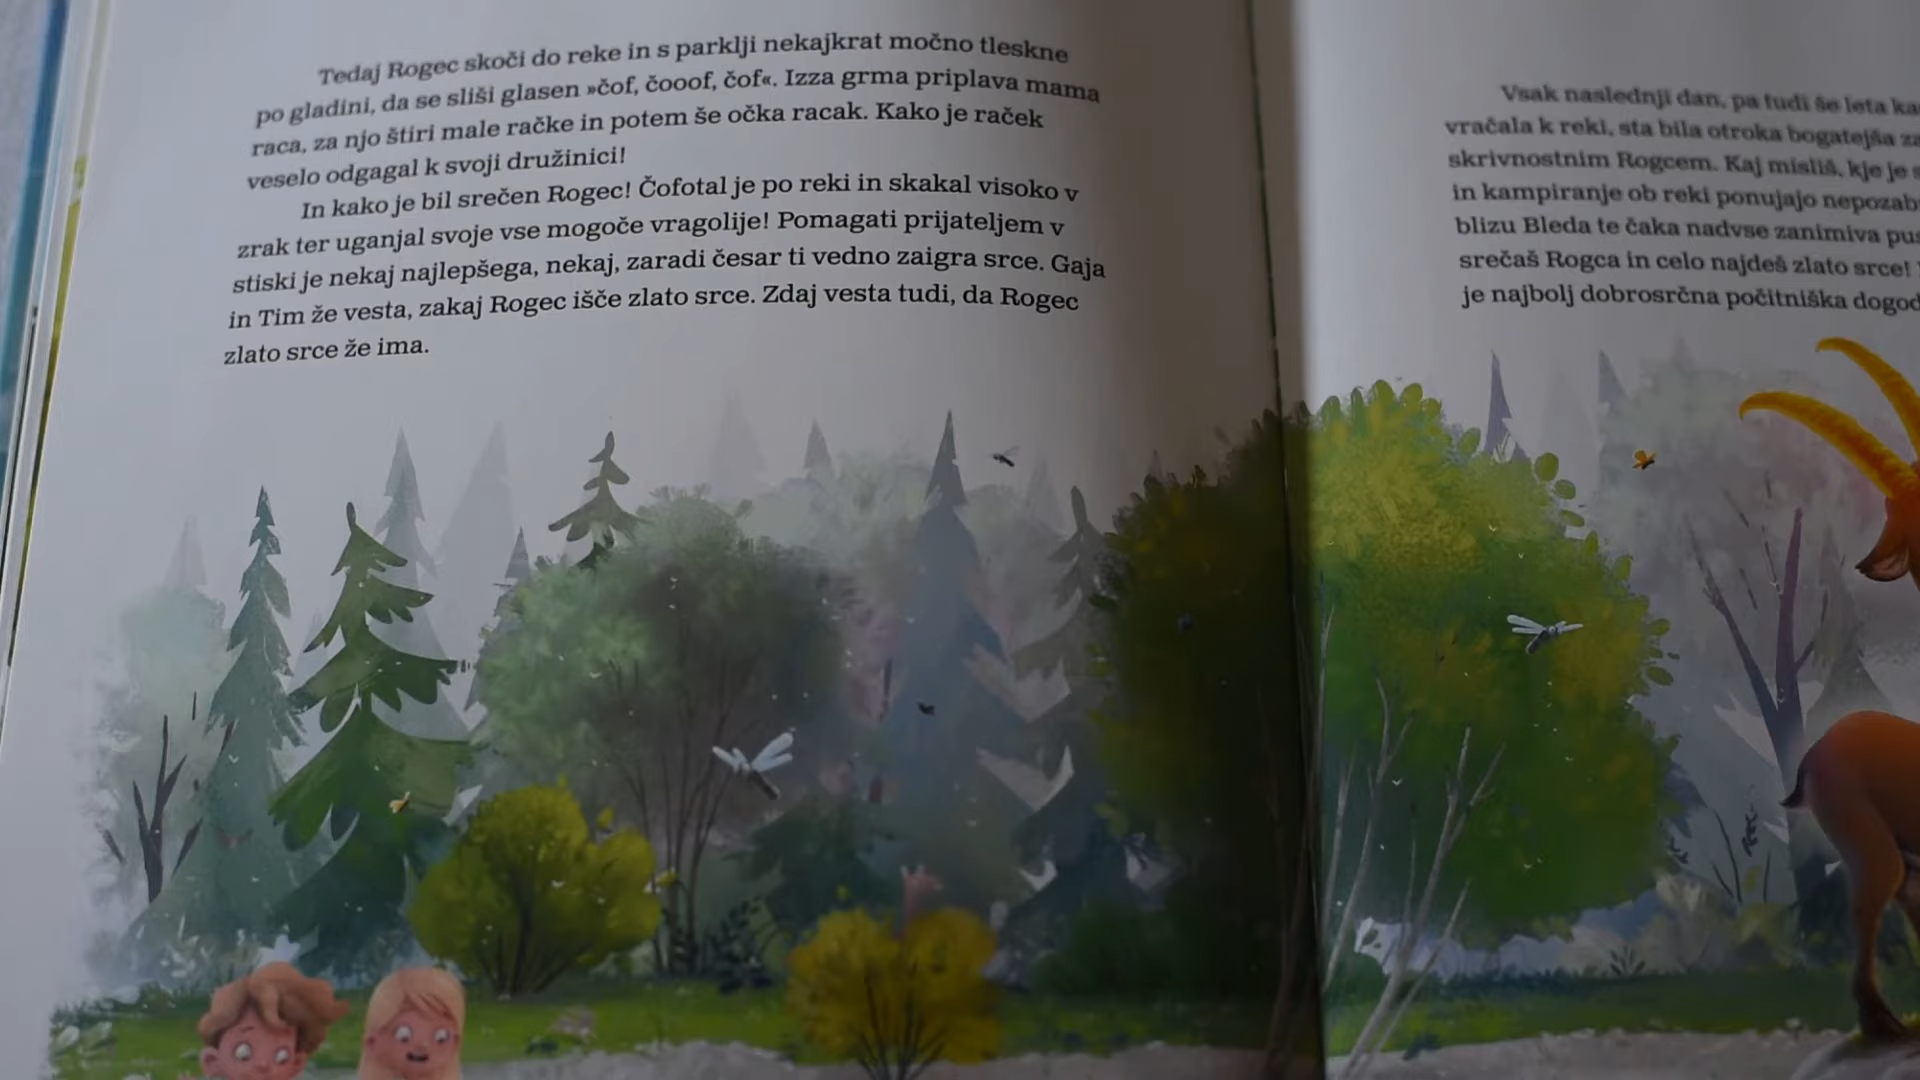 Tedaj Rogec skoči do reke in s parklji nekajkrat močno tleskne
po gladini, da se sliši glasen »čof, čooof, čof«. Izza grma priplava mama
raca, za njo štiri male račke in potem še očka racak. Kako je raček
veselo odgagal k svoji družinici!
In kako je bil srečen Rogec! Čofotal je po reki in skakal visoko v
zrak ter uganjal svoje vse mogoče vragolije! Pomagati prijateljem v
stiski je nekaj najlepšega, nekaj, zaradi česar ti vedno zaigra srce. Gaja
in Tim že vesta, zakaj Rogec išče zlato srce. Zdaj vesta tudi, da Rogec
zlato srce že ima.
Vsak naslednji dan, pa tudi še leta
vračala k reki, sta bila otroka bogatejša
skrivnostnim Rogcem. Kaj misliš, kje je
in kampiranje ob reki ponujajo
blizu Bleda te čaka nadvse zanimiva
srečaš Rogca in celo najdeš zlato srce!
je najbolj dobrosrčna počitniška